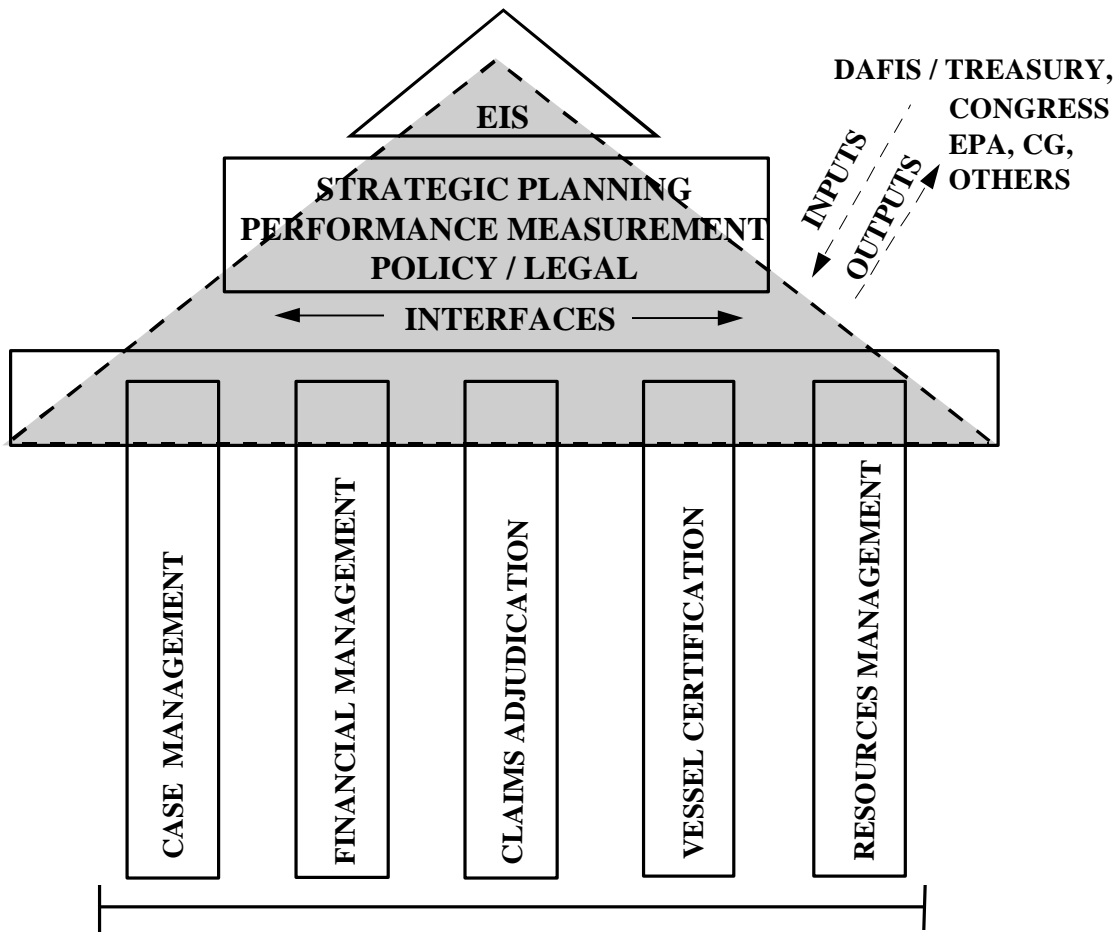 DAFIS / TREASURY,
CONGRESS
EPA, CG,
OTHERS
INPUTS
OUTPUTS
EIS
STRATEGIC PLANNING
PERFORMANCE MEASUREMENT
POLICY / LEGAL
INTERFACES
CASE MANAGEMENT
FINANCIAL MANAGEMENT
CLAIMS ADJUDICATION
VESSEL CERTIFICATION
RESOURCES MANAGEMENT